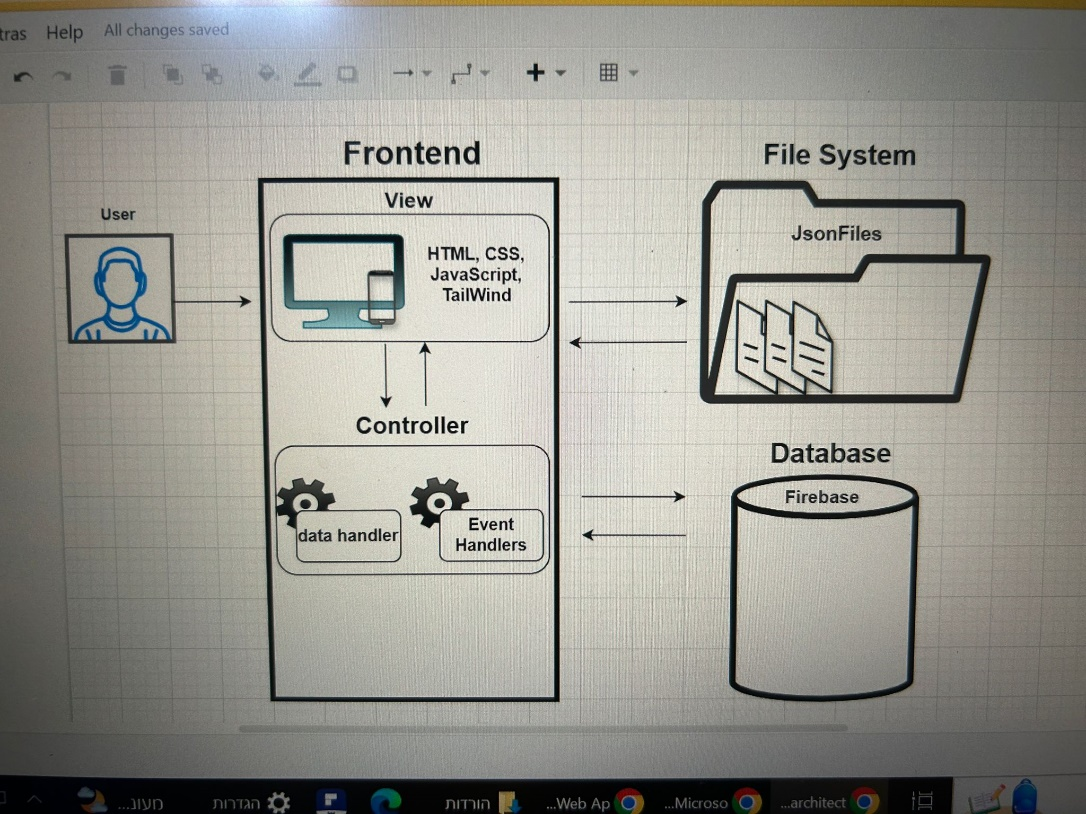 tras Help All changes saved
Frontend
File System
View
User
JsonFiles
HTML, CSS,
JavaScript,
TailWind
Controller
Database
Firebase
data handler
Event
Handlers
...מעונ
הגדרות
הורדות
...Web Ap
...Microso
...architect